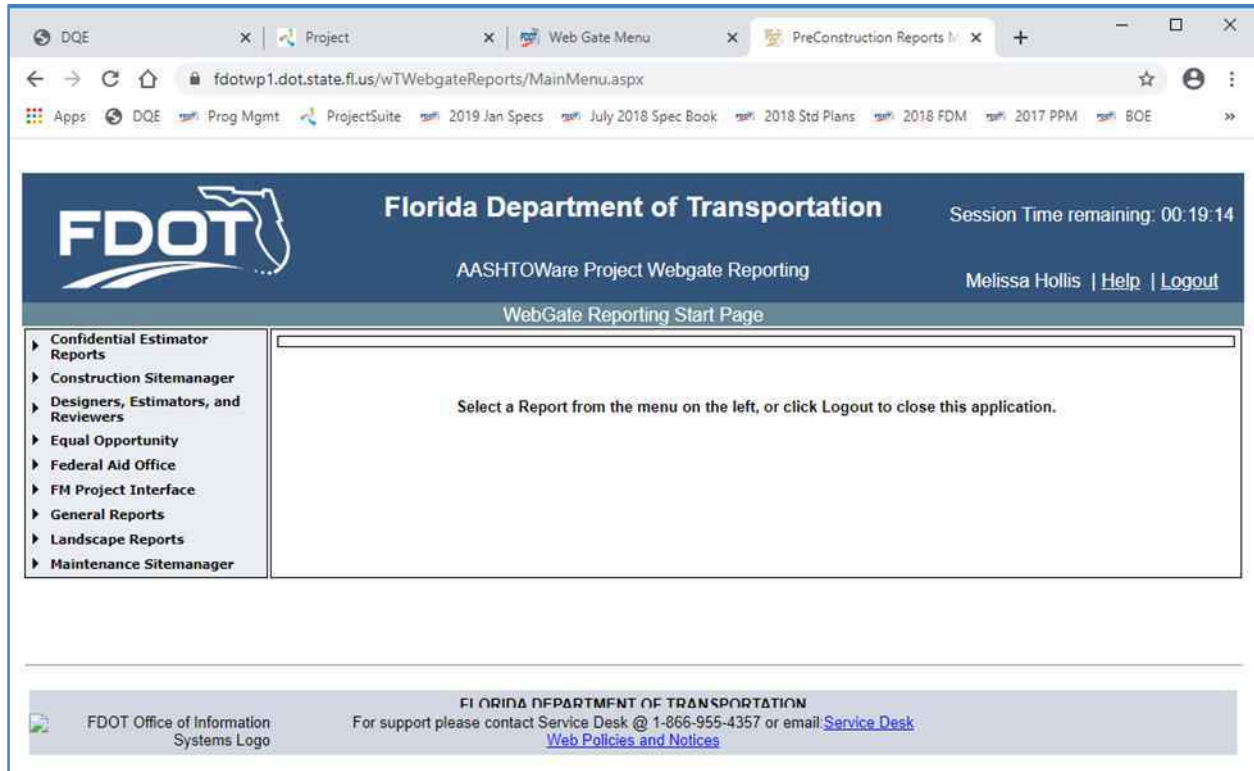 DQE
Project
Web Gate Menu
PreConstruction Reports M
fdotwp1.dot.state.fl.us/wTWebgateReports/MainMenu.aspx
Apps DQE Prog Mgmt ProjectSuite 2019 Jan Specs July 2018 Spec Book 2018 Std Plans 2018 FDM 2017 PPM BOE »
FDOT
Florida Department of Transportation
Session Time remaining: 00:19:14
AASHTOWare Project Webgate Reporting
Melissa Hollis | Help | Logout
WebGate Reporting Start Page
Confidential Estimator
Reports
Construction Sitemanager
Designers, Estimators, and
Reviewers
Equal Opportunity
Federal Aid Office
FM Project Interface
General Reports
Landscape Reports
Maintenance Sitemanager
Select a Report from the menu on the left, or click Logout to close this application.
FDOT Office of Information
Systems Logo
FLORIDA DEPARTMENT OF TRANSPORTATION
For support please contact Service Desk @ 1-866-955-4357 or email:Service Desk
Web Policies and Notices